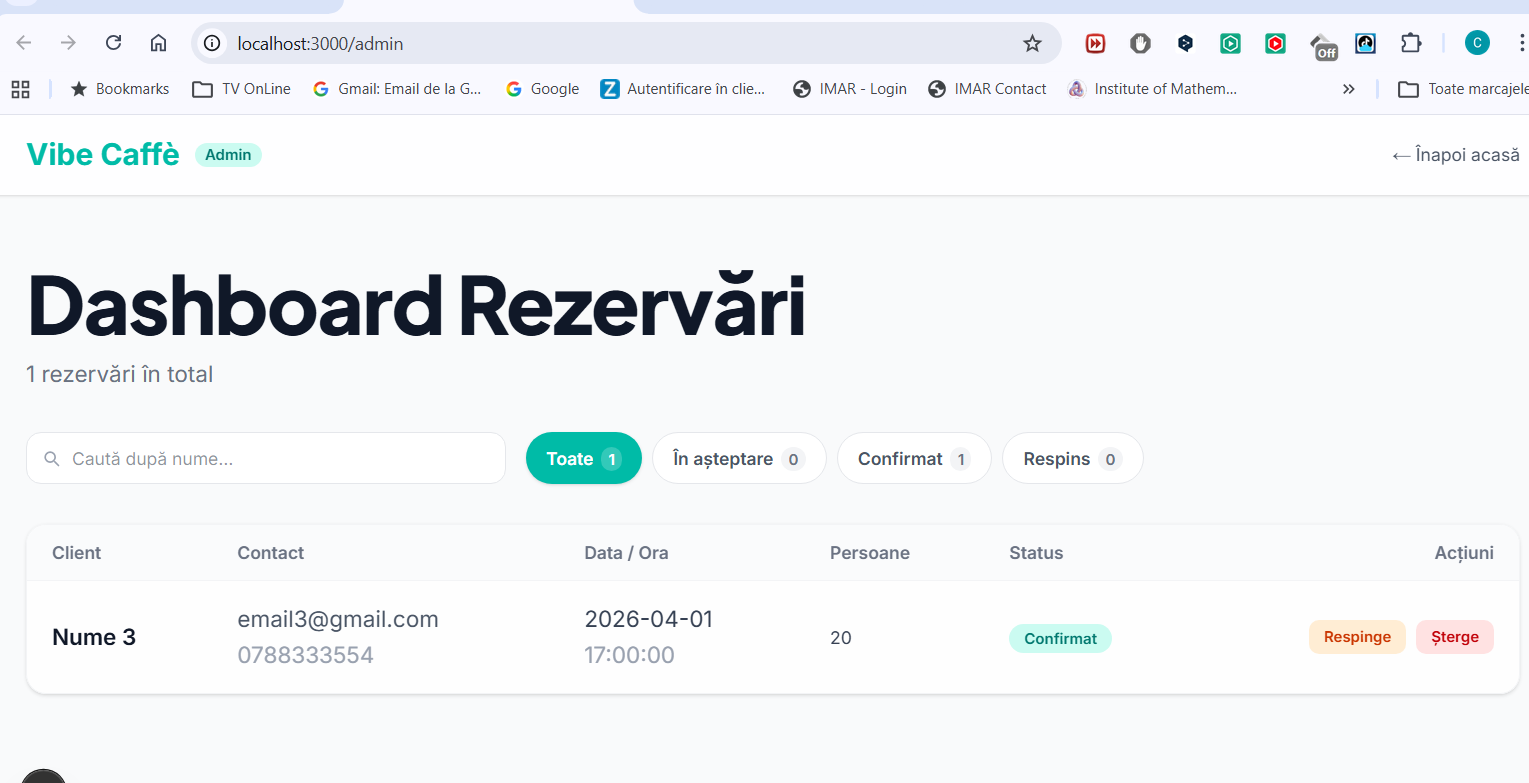 localhost:3000/admin
Off
C
Bookmarks TV OnLine Gmail: Email de la G... Google Z Autentificare în clie... IMAR - Login IMAR Contact Institute of Mathem... » Toate marcajele
Vibe Caffè Admin ← Înapoi acasă
Dashboard Rezervări
1 rezervări în total
Caută după nume... Toate 1 În așteptare 0 Confirmat 1 Respins 0
Client Contact Data / Ora Persoane Status Acțiuni
Nume 3 email3@gmail.com 2026-04-01 20 Confirmat Respinge Șterge
0788333554 17:00:00